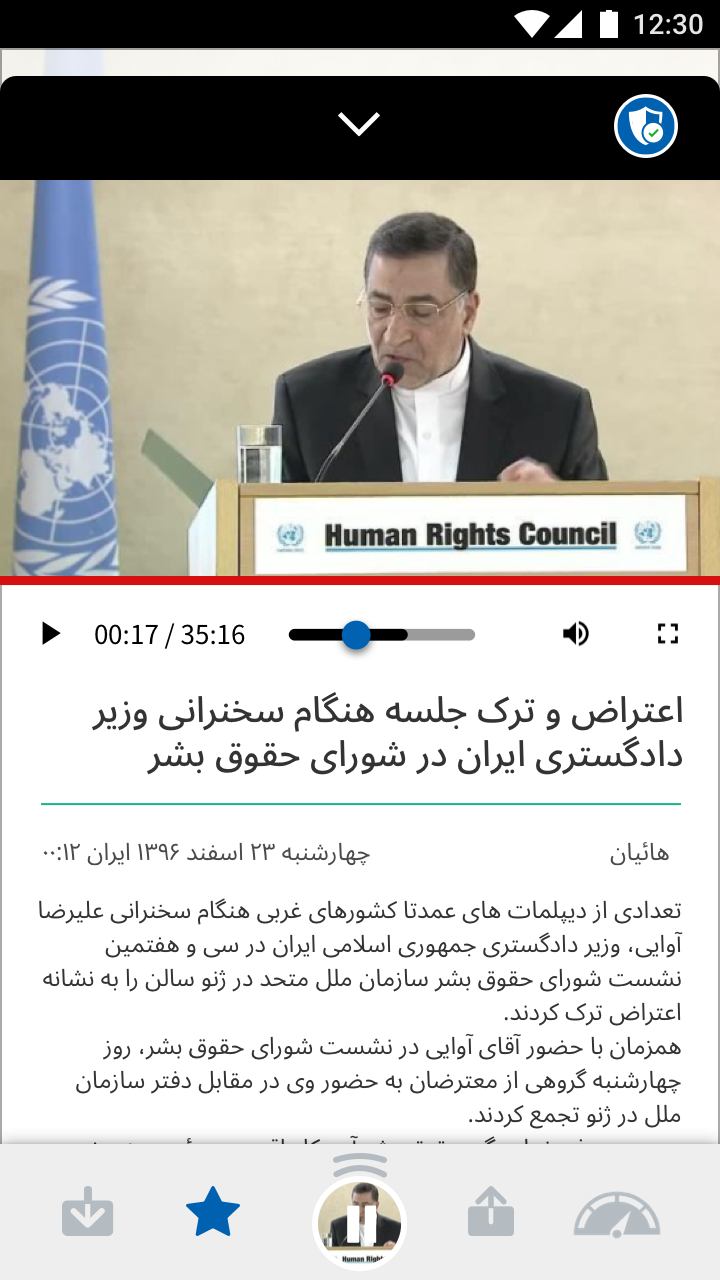 12:30
Human Rights Council
00:17 / 35:16
اعتراض و ترک جلسه هنگام سخنرانی وزیر
دادگستری ایران در شورای حقوق بشر
هائیان
چهارشنبه ۲۳ اسفند ۱۳۹۶ ایران ۰۰:۱۲
تعدادی از دیپلمات های عمدتا کشورهای غربی هنگام سخنرانی علیرضا
آوایی، وزیر دادگستری جمهوری اسلامی ایران در سی و هفتمین
نشست شورای حقوق بشر سازمان ملل متحد در ژنو سالن را به نشانه
اعتراض ترک کردند.
همزمان با حضور آقای آوایی در نشست شورای حقوق بشر، روز
چهارشنبه گروهی از معترضان به حضور وی در مقابل دفتر سازمان
ملل در ژنو تجمع کردند.
Human Righ